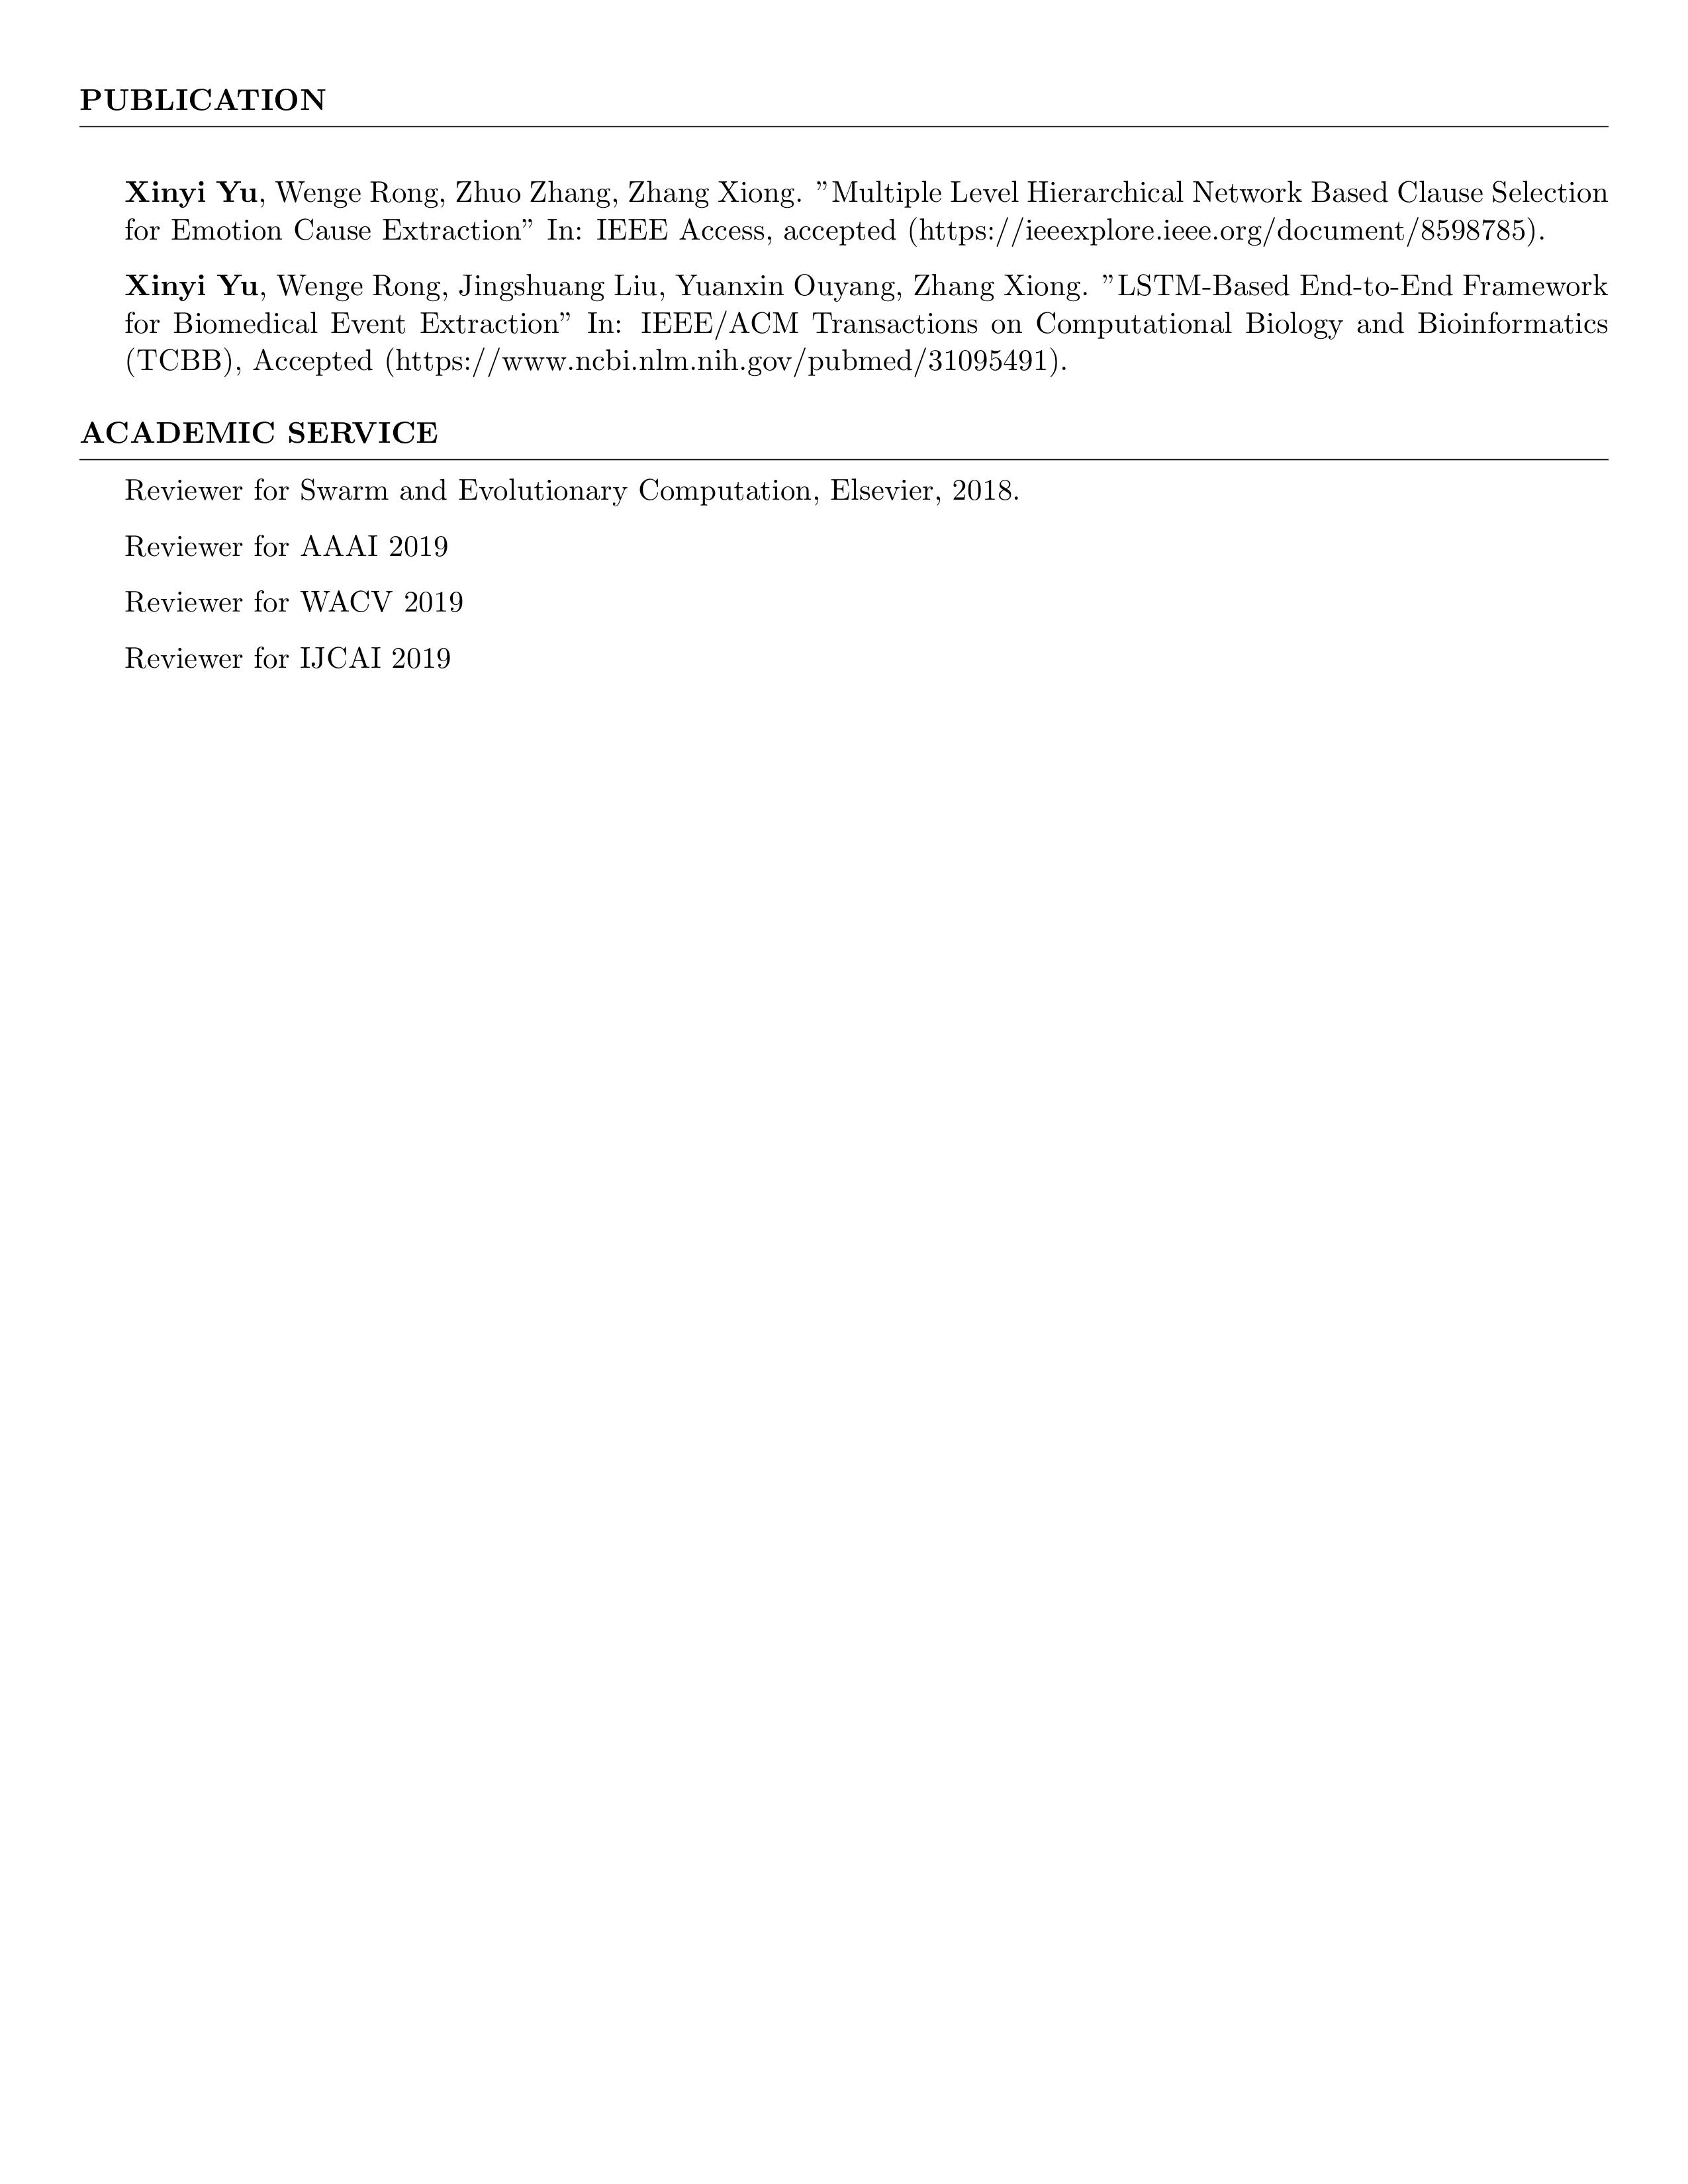 PUBLICATION
Xinyi Yu, Wenge Rong, Zhuo Zhang, Zhang Xiong. ”Multiple Level Hierarchical Network Based Clause Selection
for Emotion Cause Extraction” In: IEEE Access, accepted (https://ieeexplore.ieee.org/document/8598785).
Xinyi Yu, Wenge Rong, Jingshuang Liu, Yuanxin Ouyang, Zhang Xiong. ”LSTM-Based End-to-End Framework
for Biomedical Event Extraction” In: IEEE/ACM Transactions on Computational Biology and Bioinformatics
(TCBB), Accepted (https://www.ncbi.nlm.nih.gov/pubmed/31095491).
ACADEMIC SERVICE
Reviewer for Swarm and Evolutionary Computation, Elsevier, 2018.
Reviewer for AAAI 2019
Reviewer for WACV 2019
Reviewer for IJCAI 2019